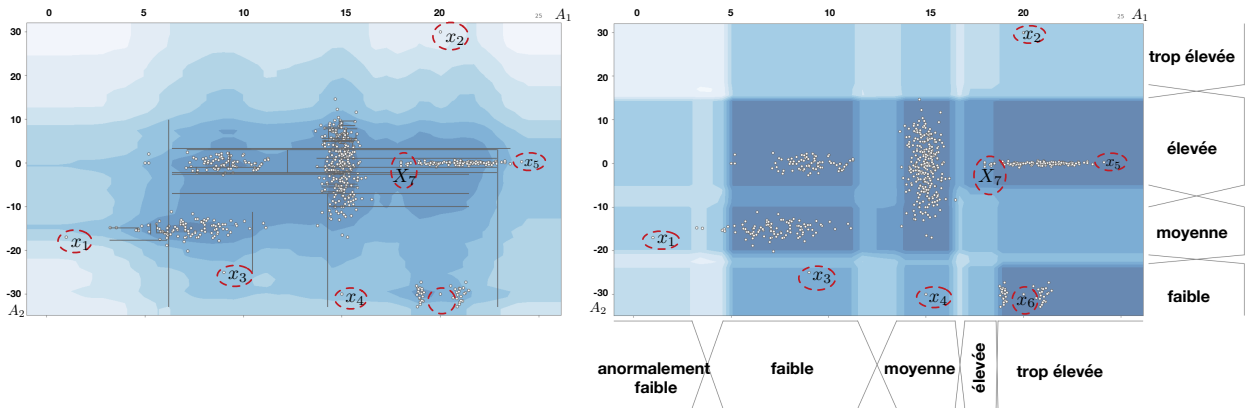 0 5 10 15 20 25 A1
30
20
10
0
-10
-20
-30
A2
x2
x5
X7
x1
x3
x4
0 5 10 15 20 25 A1
30
20
10
0
-10
-20
-30
A2
x2
x5
X7
x1
x3
x4
x6
trop élevée
élevée
moyenne
faible
anormalement
faible
faible
moyenne
élevée
trop élevée